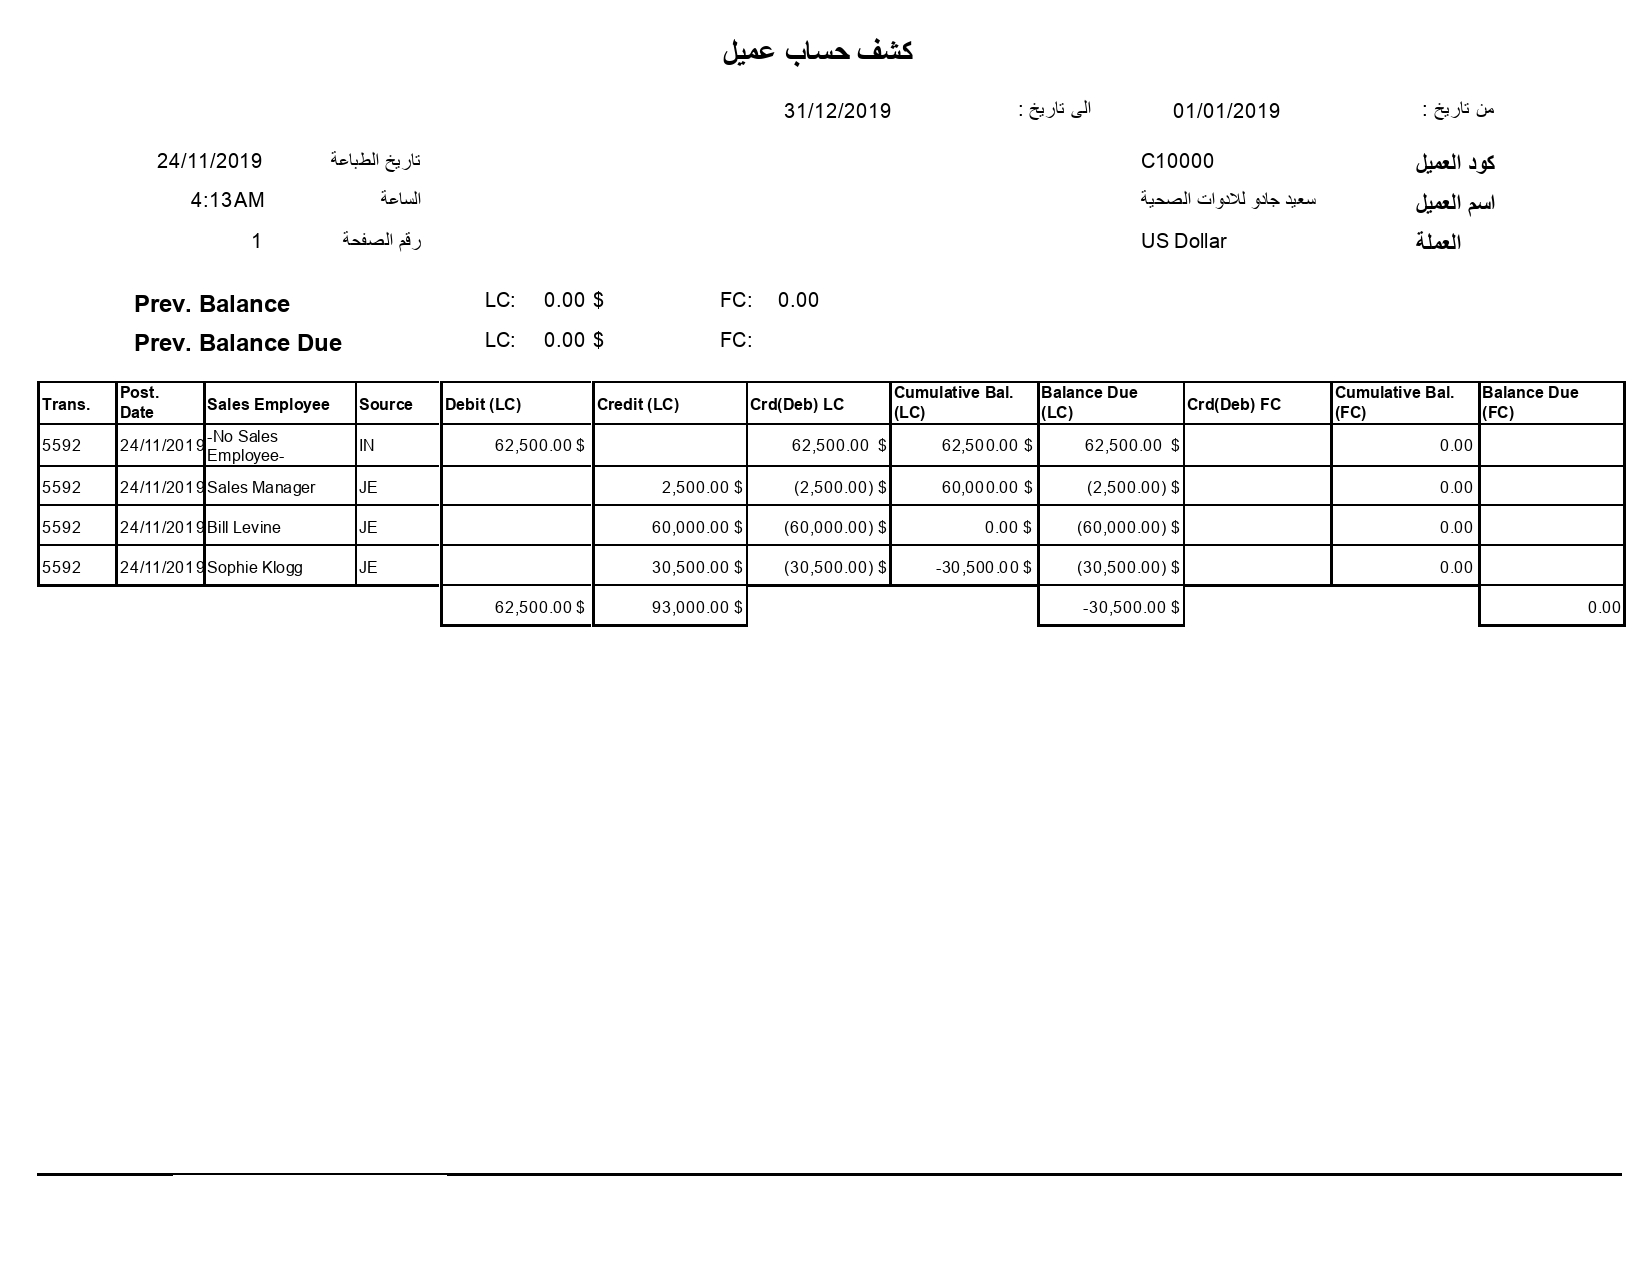 كشف حساب عميل
من تاريخ : 01/01/2019 الى تاريخ : 31/12/2019
كود العميل C10000 تاريخ الطباعة 24/11/2019
اسم العميل سعيد جادو للادوات الصحية الساعة 4:13AM
العملة US Dollar رقم الصفحة 1
Prev. Balance LC: 0.00 $ FC: 0.00
Prev. Balance Due LC: 0.00 $ FC:
Trans. Post. Date Sales Employee Source Debit (LC) Credit (LC) Crd(Deb) LC Cumulative Bal. (LC) Balance Due (LC) Crd(Deb) FC Cumulative Bal. (FC) Balance Due (FC)
5592 24/11/2019 -No Sales Employee- IN 62,500.00 $ 62,500.00 $ 62,500.00 $ 62,500.00 $ 0.00
5592 24/11/2019 Sales Manager JE 2,500.00 $ (2,500.00) $ 60,000.00 $ (2,500.00) $ 0.00
5592 24/11/2019 Bill Levine JE 60,000.00 $ (60,000.00) $ 0.00 $ (60,000.00) $ 0.00
5592 24/11/2019 Sophie Klogg JE 30,500.00 $ (30,500.00) $ -30,500.00 $ (30,500.00) $ 0.00
62,500.00 $ 93,000.00 $ -30,500.00 $ 0.00